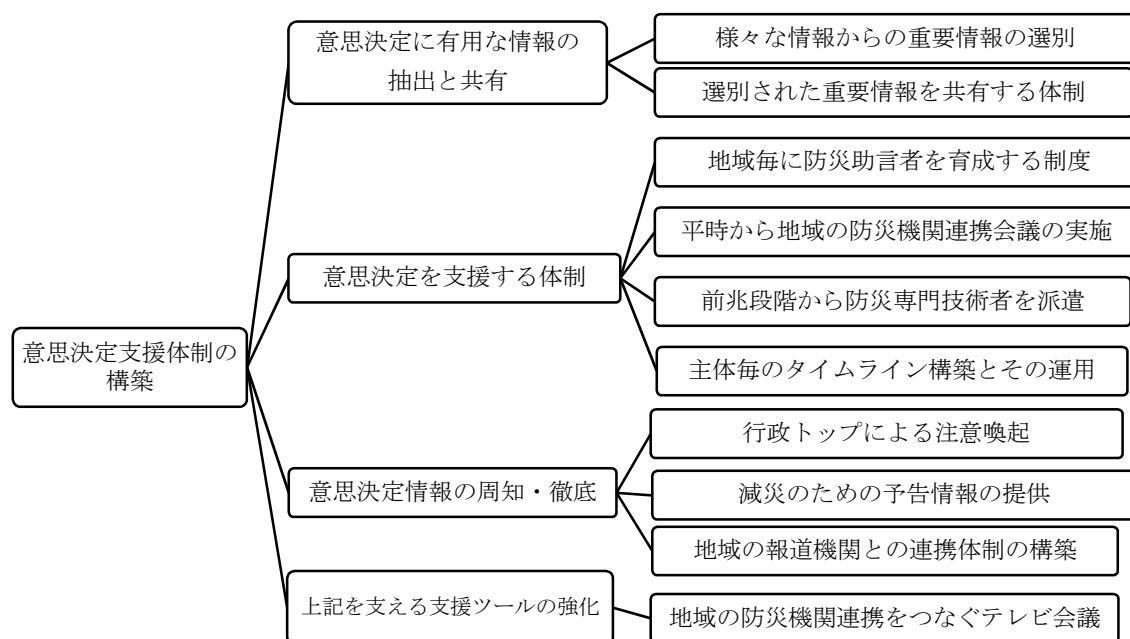 意思決定に有用な情報の
抽出と共有
様々な情報からの重要情報の選別
選別された重要情報を共有する体制
地域毎に防災助言者を育成する制度
平時から地域の防災機関連携会議の実施
意思決定を支援する体制
前兆段階から防災専門技術者を派遣
主体毎のタイムライン構築とその運用
意思決定支援体制の
構築
行政トップによる注意喚起
意思決定情報の周知・徹底
減災のための予告情報の提供
地域の報道機関との連携体制の構築
上記を支える支援ツールの強化
地域の防災機関連携をつなぐテレビ会議